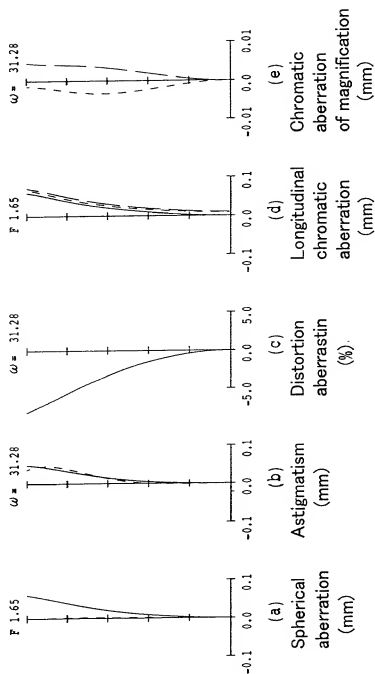 F 1.65
-0.1 0.0 0.1
(a)
Spherical
aberration
(mm)
ω = 31.28
-0.1 0.0 0.1
(b)
Astigmatism
(mm)
ω = 31.28
-5.0 0.0 5.0
(c)
Distortion
aberrastin
(%).
F 1.65
-0.1 0.0 0.1
(d)
Longitudinal
chromatic
aberration
(mm)
ω = 31.28
-0.01 0.0 0.01
(e)
Chromatic
aberration
of magnification
(mm)